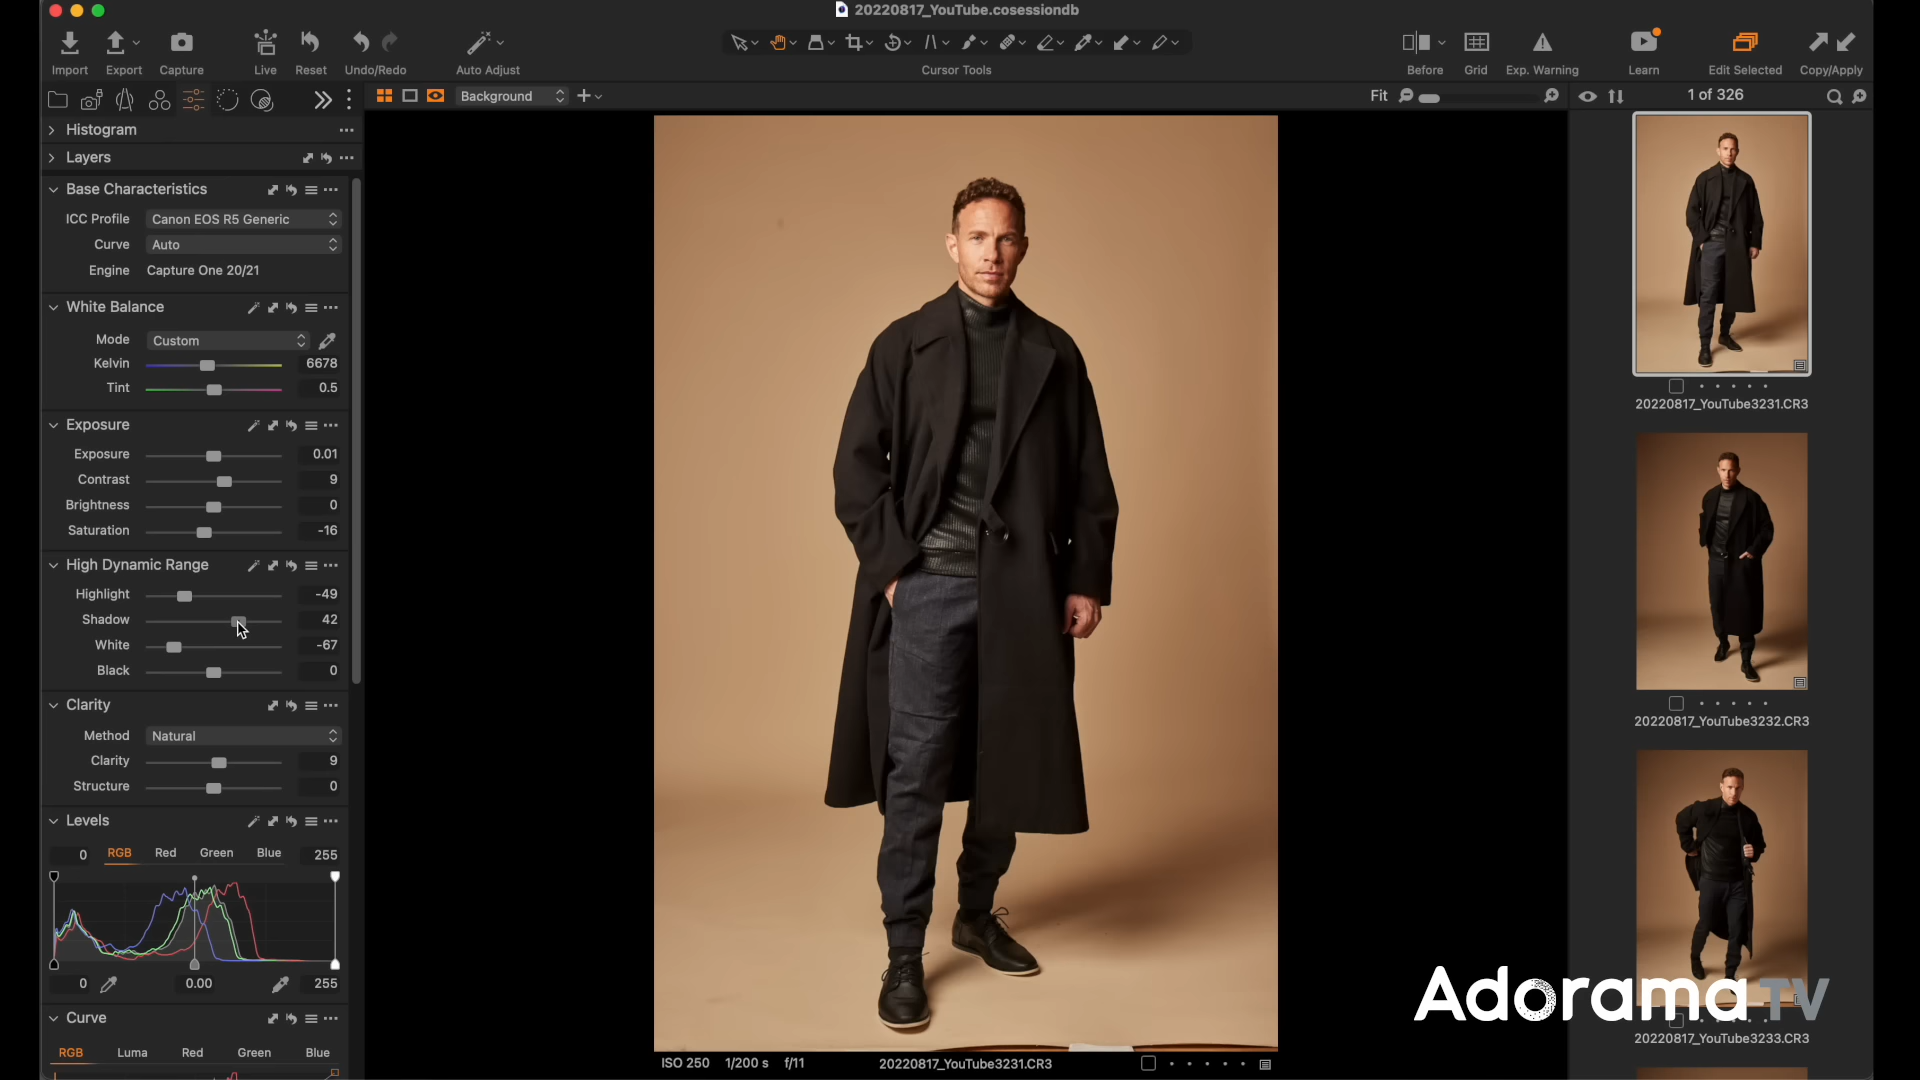 20220817_YouTube.cosessiondb
Import
Export
Capture
Live
Reset
Undo/Redo
Auto Adjust
Cursor Tools
Before
Grid
Exp. Warning
Learn
Edit Selected
Copy/Apply
Background
Fit
1 of 326
Histogram
Layers
Base Characteristics
ICC Profile Canon EOS R5 Generic
Curve Auto
Engine Capture One 20/21
White Balance
Mode Custom
Kelvin 6678
Tint 0.5
Exposure
Exposure 0.01
Contrast 9
Brightness 0
Saturation -16
High Dynamic Range
Highlight -49
Shadow 42
White -67
Black 0
Clarity
Method Natural
Clarity 9
Structure 0
Levels
0 RGB Red Green Blue 255
0 0.00 255
Curve
RGB Luma Red Green Blue
ISO 250 1/200 s f/11 20220817_YouTube3231.CR3
20220817_YouTube3231.CR3
20220817_YouTube3232.CR3
20220817_YouTube3233.CR3
Adorama TV